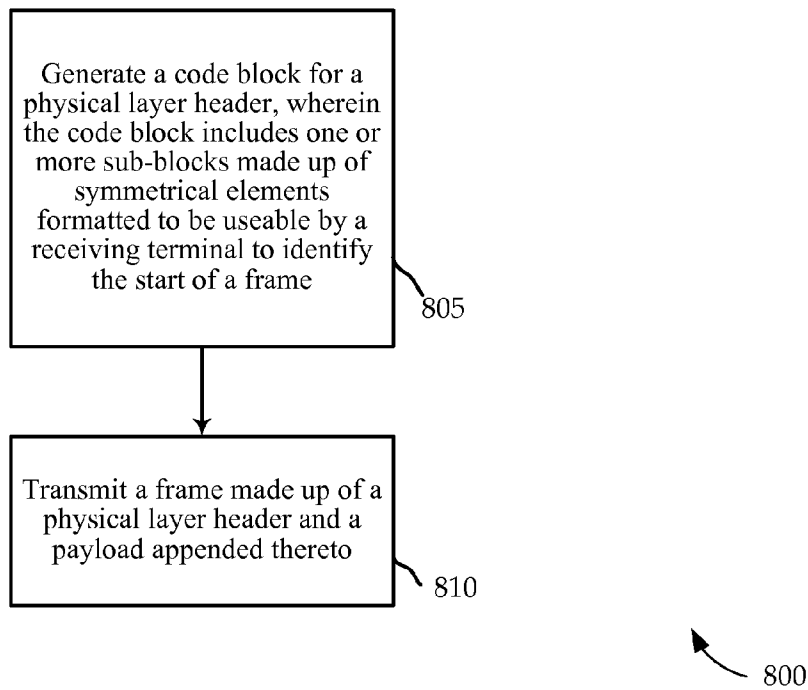 Generate a code block for a
physical layer header, wherein
the code block includes one or
more sub-blocks made up of
symmetrical elements
formatted to be useable by a
receiving terminal to identify
the start of a frame
805
Transmit a frame made up of a
physical layer header and a
payload appended thereto
810
800